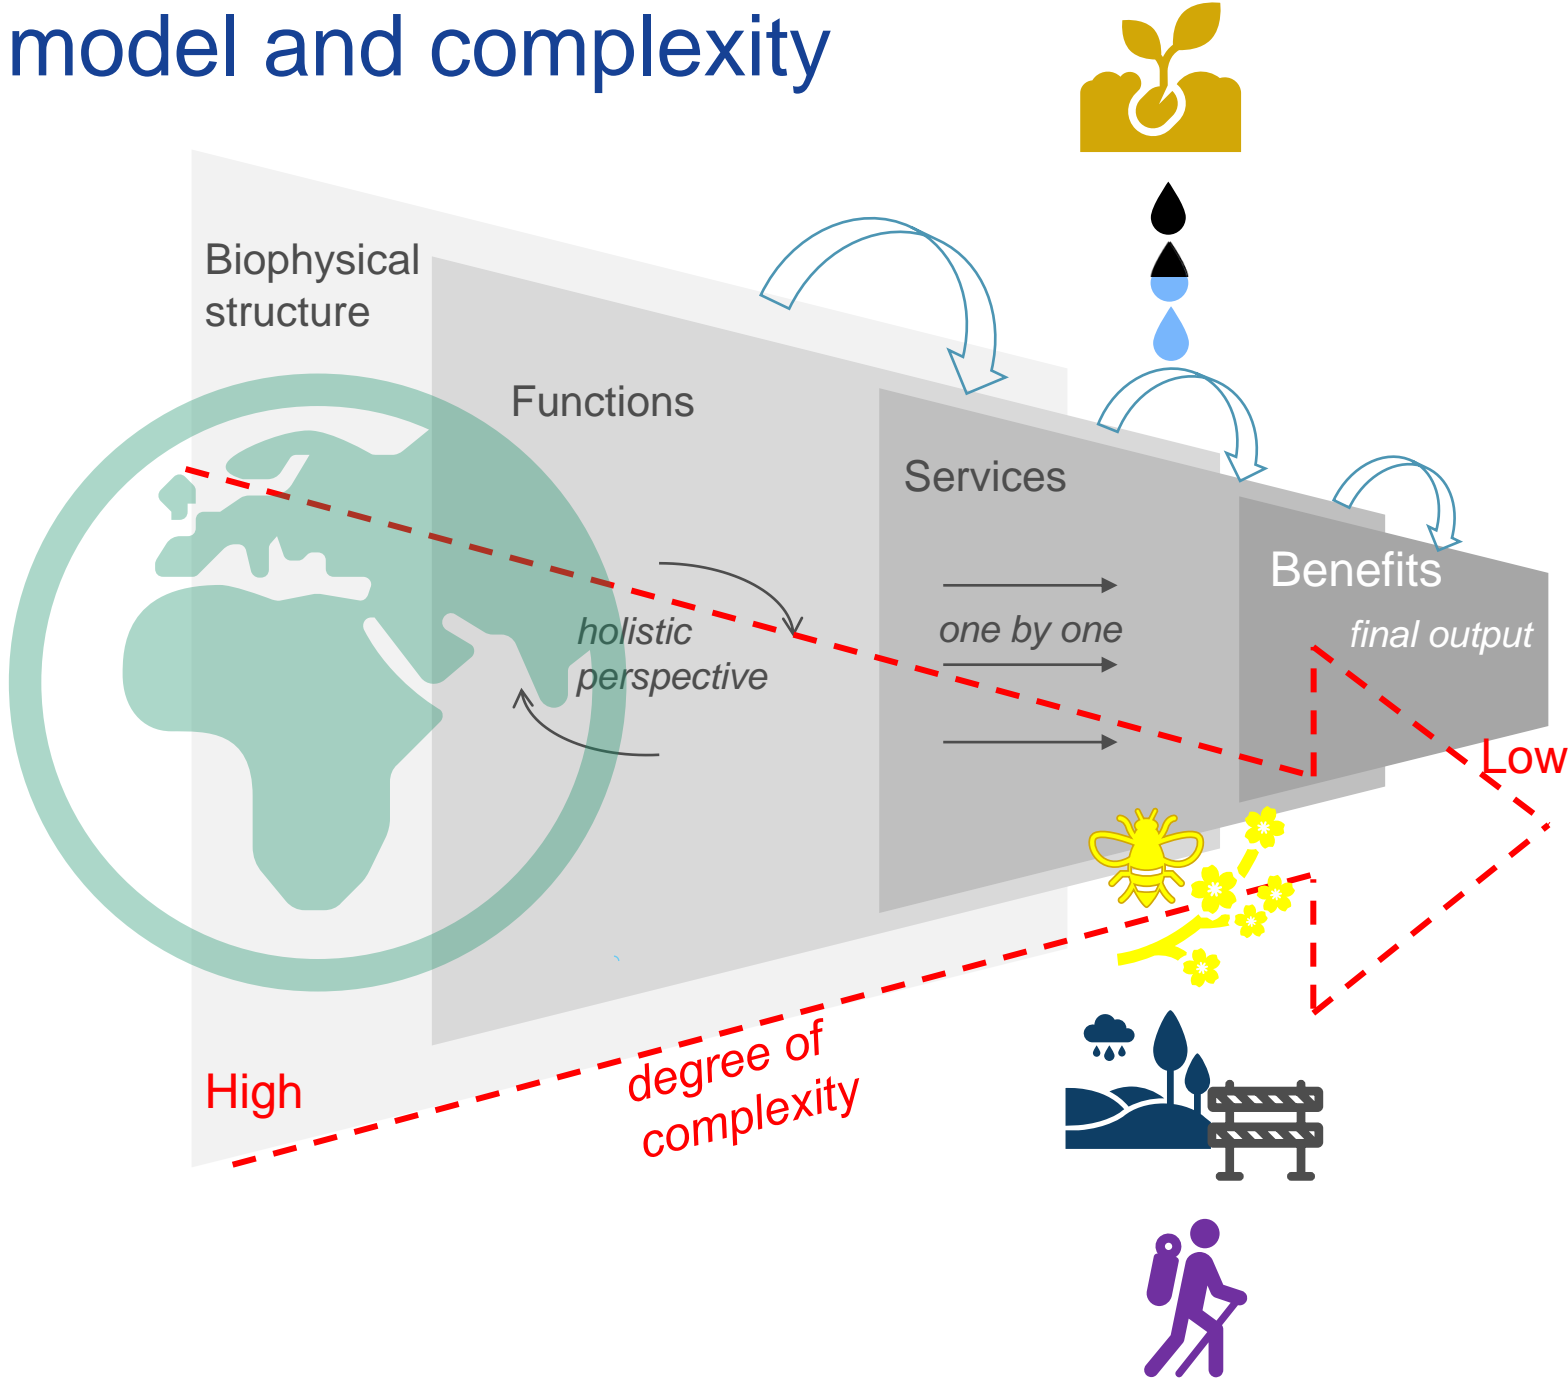 model and complexity
Biophysical
structure
Functions
Services
Benefits
final output
holistic
perspective
one by one
Low
High
degree of
complexity